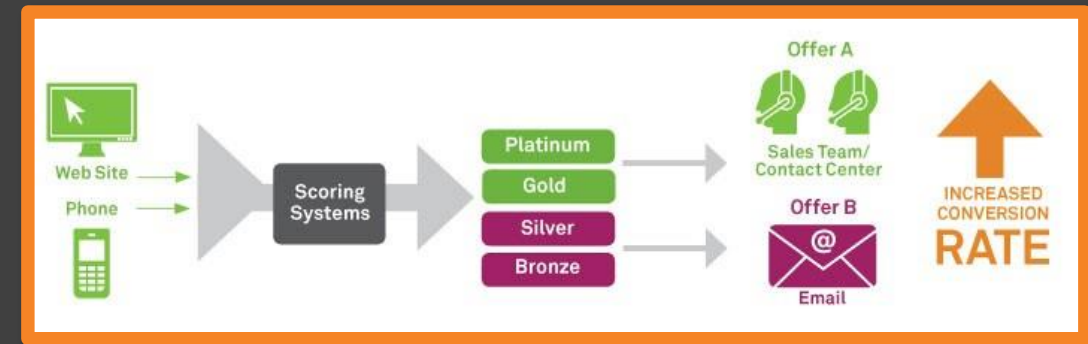 Web Site
Phone
Scoring
Systems
Platinum
Gold
Silver
Bronze
Offer A
Sales Team/
Contact Center
Offer B
@
Email
INCREASED
CONVERSION
RATE